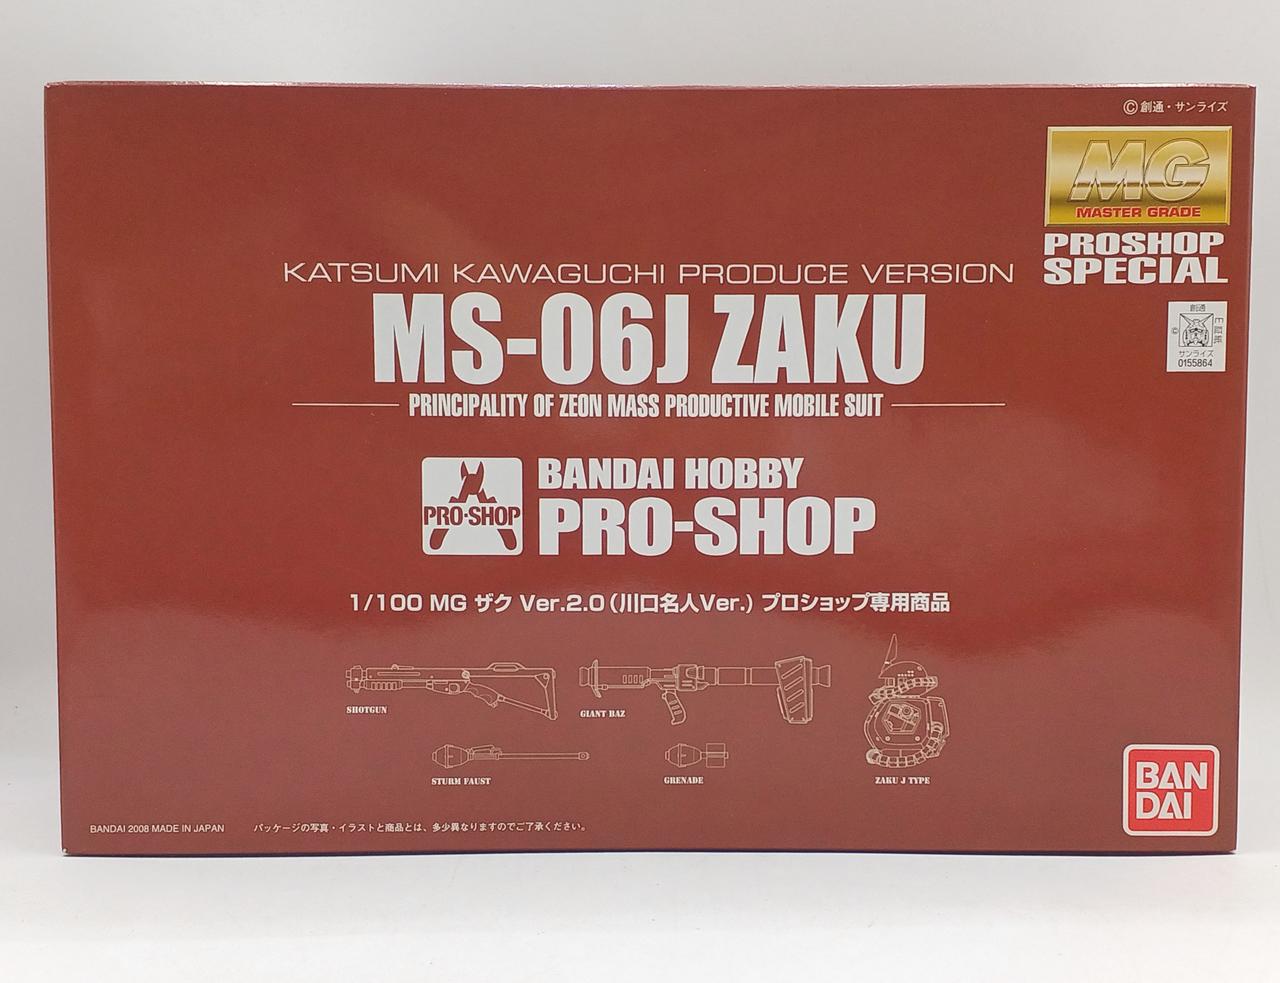 ©創通・サンライズ
MG
MASTER GRADE
PROSHOP
SPECIAL
KATSUMI KAWAGUCHI PRODUCE VERSION
MS-06J ZAKU
PRINCIPALITY OF ZEON MASS PRODUCTIVE MOBILE SUIT
創通
©
証紙
サンライズ
0155864
PRO-SHOP
BANDAI HOBBY
PRO-SHOP
1/100 MG ザク Ver.2.0(川口名人Ver.) プロショップ専用商品
SHOTGUN
GIANT BAZ
STURM FAUST
GRENADE
ZAKU J TYPE
BAN
DAI
BANDAI 2008 MADE IN JAPAN
パッケージの写真・イラストと商品とは、多少異なりますのでご了承ください。